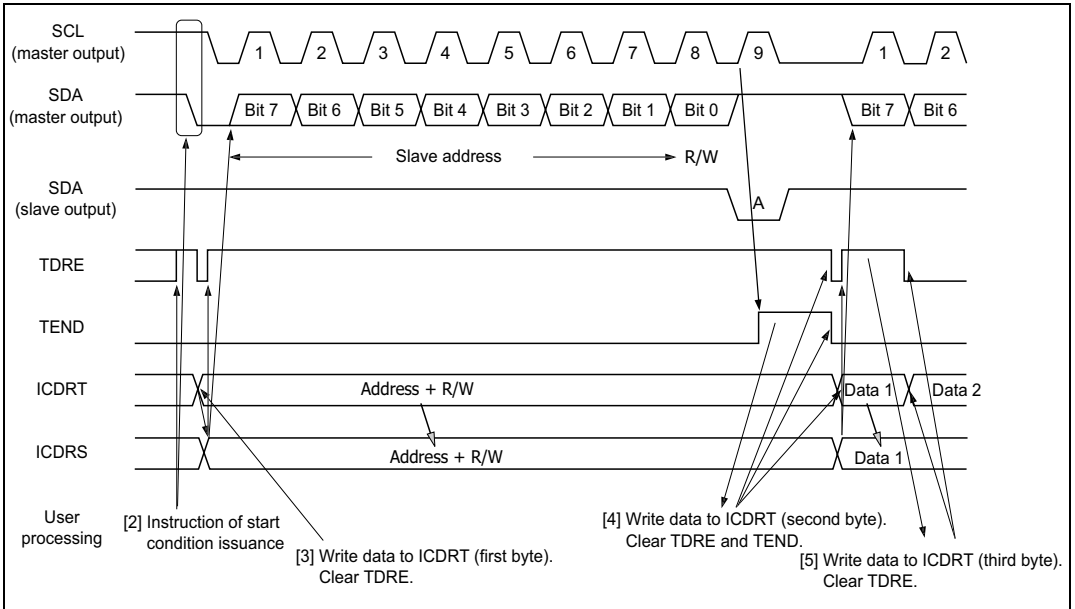 SCL
(master output)
1 2 3 4 5 6 7 8 9 1 2
SDA
(master output)
Bit 7 Bit 6 Bit 5 Bit 4 Bit 3 Bit 2 Bit 1 Bit 0 Bit 7 Bit 6
Slave address R/W
SDA
(slave output)
A
TDRE
TEND
ICDRT
Address + R/W Data 1 Data 2
ICDRS
Address + R/W Data 1
User
processing
[2] Instruction of start
condition issuance
[3] Write data to ICDRT (first byte).
Clear TDRE.
[4] Write data to ICDRT (second byte).
Clear TDRE and TEND.
[5] Write data to ICDRT (third byte).
Clear TDRE.